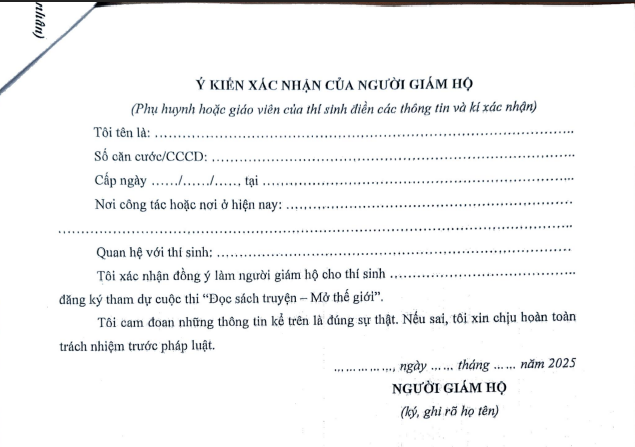 nhân)
Ý KIẾN XÁC NHẬN CỦA NGƯỜI GIÁM HỘ
(Phụ huynh hoặc giáo viên của thí sinh điền các thông tin và kí xác nhận)
Tôi tên là: ........................................................................
Số căn cước/CCCD: ........................................................................
Cấp ngày ....../....../....., tại ........................................................................
Nơi công tác hoặc nơi ở hiện nay: ........................................................................
........................................................................
Quan hệ với thí sinh: ........................................................................
Tôi xác nhận đồng ý làm người giám hộ cho thí sinh ....................................
đăng ký tham dự cuộc thi “Đọc sách truyện – Mở thế giới”.
Tôi cam đoan những thông tin kể trên là đúng sự thật. Nếu sai, tôi xin chịu hoàn toàn
trách nhiệm trước pháp luật.
..............., ngày ...... tháng ...... năm 2025
NGƯỜI GIÁM HỘ
(ký, ghi rõ họ tên)